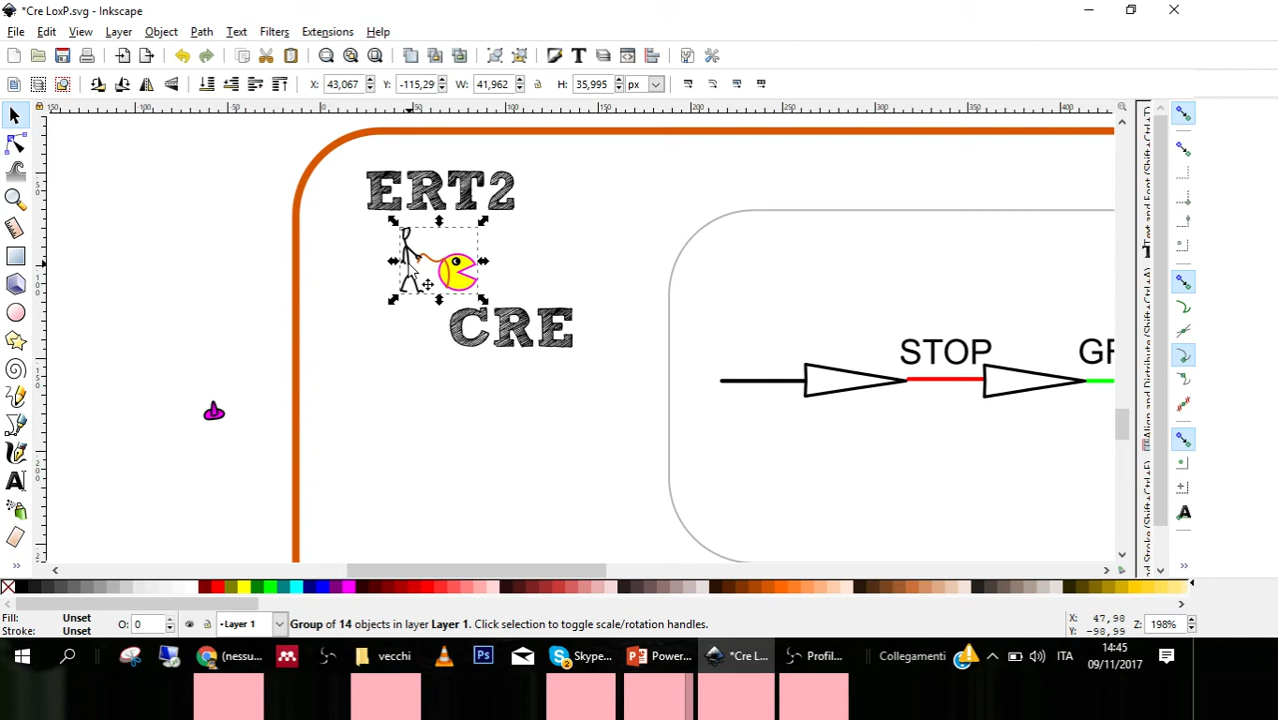 *Cre LoxP.svg - Inkscape
File Edit View Layer Object Path Text Filters Extensions Help
X: 43,067 Y: -115,29 W: 41,962 H: 35,995 px
ERT2
CRE
STOP
GF
Fill: Unset
Stroke: Unset
O: 0
Layer 1
Group of 14 objects in layer Layer 1. Click selection to toggle scale/rotation handles.
X: 47,98
Y: -98,99
Z: 198%
(nessu...
vecchi
Skype...
Power...
*Cre L...
Profil...
Collegamenti
ITA
14:45
09/11/2017